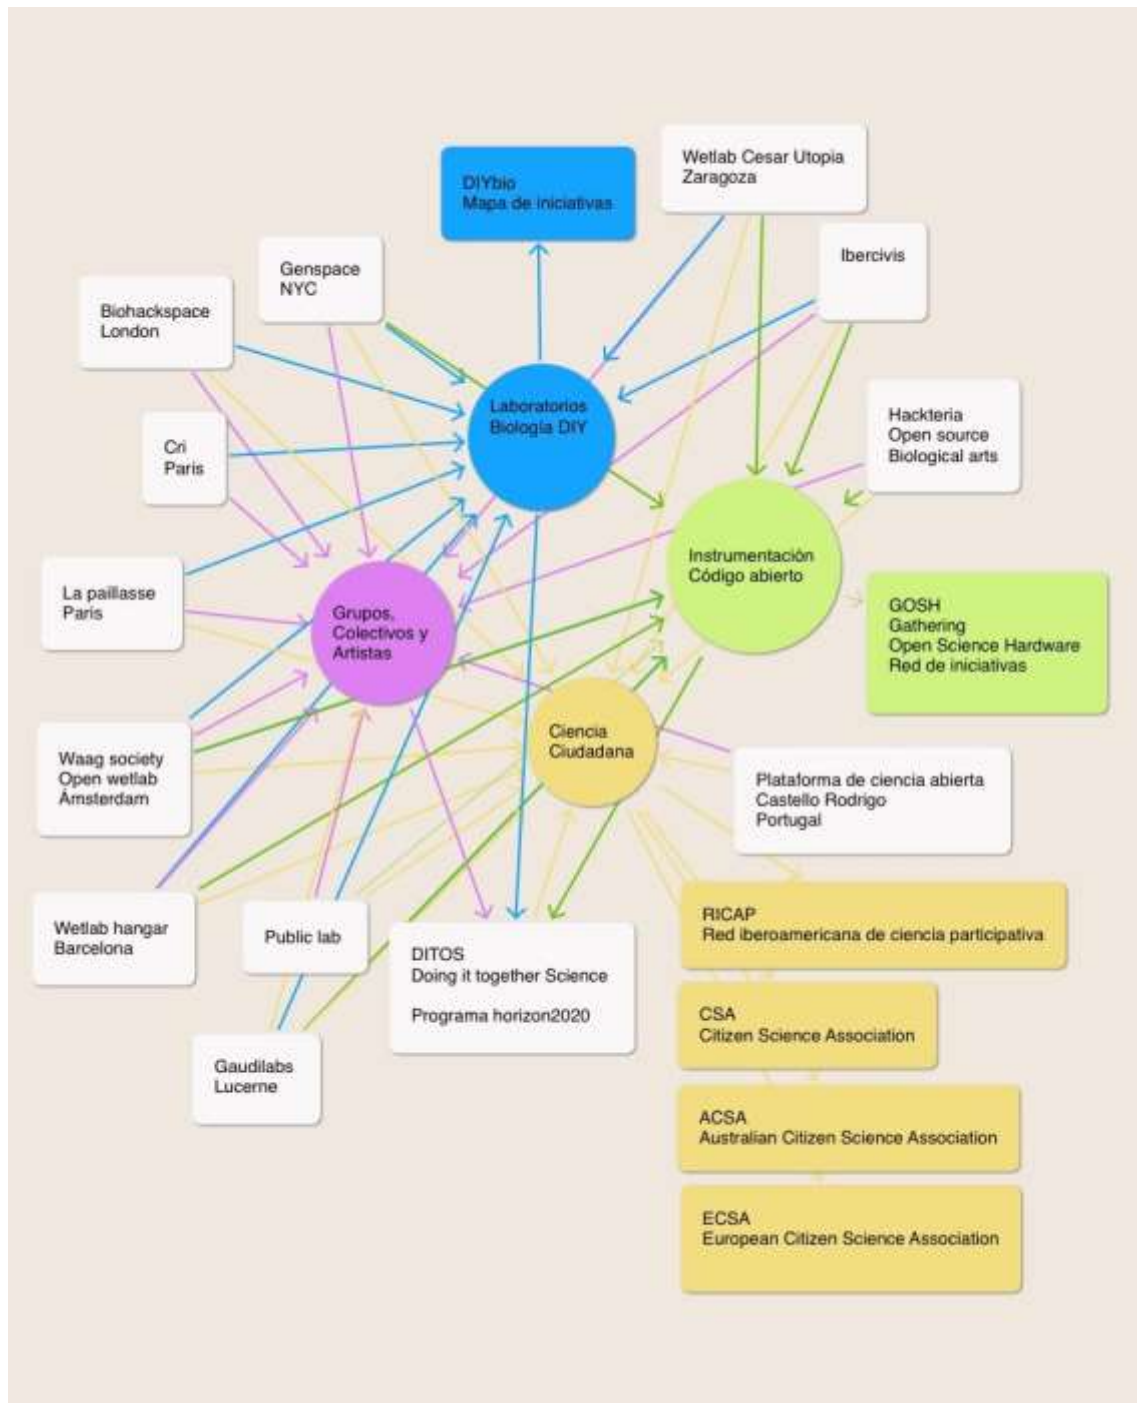 Wetlab Cesar Utopia
Zaragoza
DIYbio
Mapa de iniciativas
Ibercivis
Genspace
NYC
Biohackspace
London
Laboratorios
Biología DIY
Hackteria
Open source
Biological arts
Cri
Paris
Instrumentación
Código abierto
La paillasse
Paris
Grupos,
Colectivos y
Artistas
GOSH
Gathering
Open Science Hardware
Red de iniciativas
Ciencia
Ciudadana
Waag society
Open wetlab
Ámsterdam
Plataforma de ciencia abierta
Castello Rodrigo
Portugal
RICAP
Red iberoamericana de ciencia participativa
Wetlab hangar
Barcelona
Public lab
DITOS
Doing it together Science
Programa horizon2020
CSA
Citizen Science Association
Gaudilabs
Lucerne
ACSA
Australian Citizen Science Association
ECSA
European Citizen Science Association